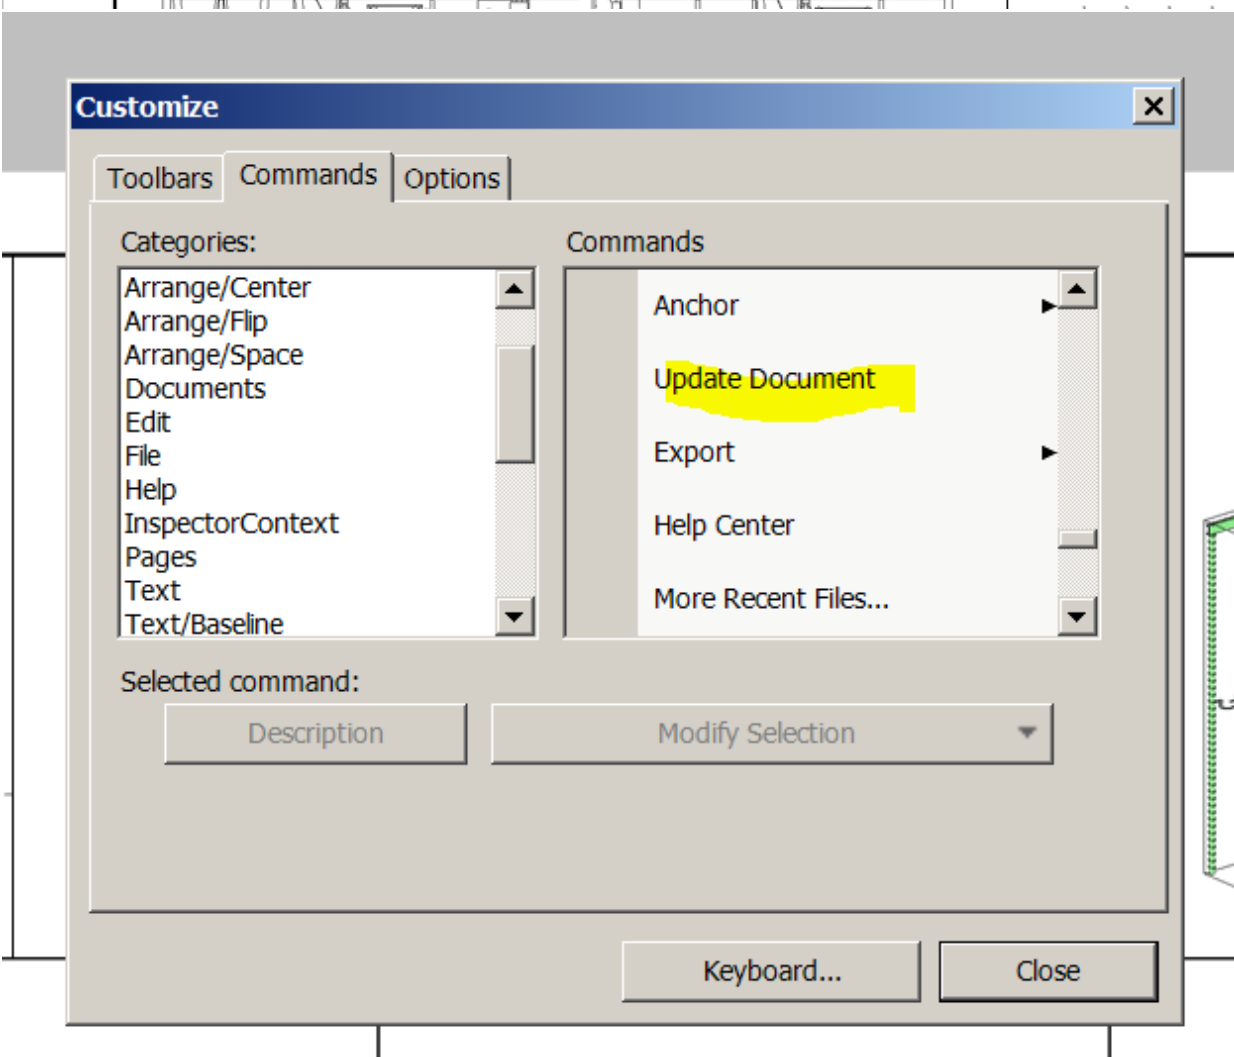 Customize
Toolbars
Commands
Options
Categories:
Arrange/Center
Arrange/Flip
Arrange/Space
Documents
Edit
File
Help
InspectorContext
Pages
Text
Text/Baseline
Commands
Anchor
Update Document
Export
Help Center
More Recent Files...
Selected command:
Description
Modify Selection
Keyboard...
Close